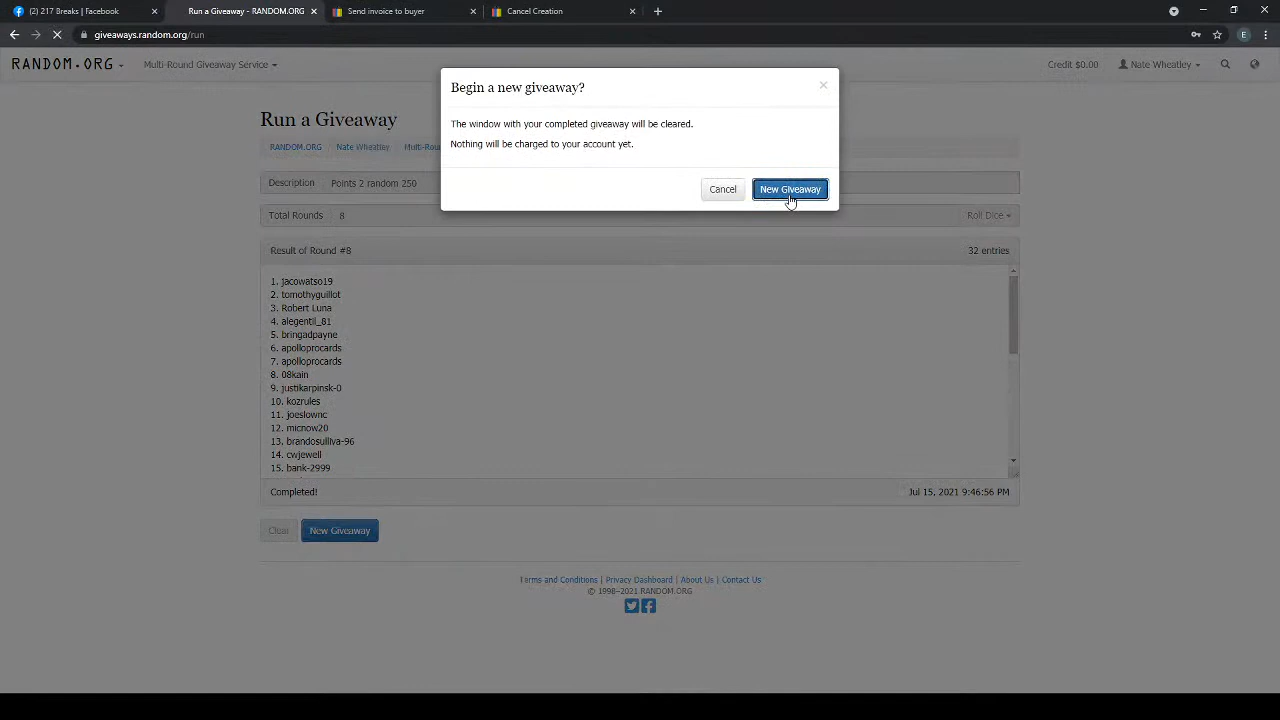 (2) 217 Breaks | Facebook
Run a Giveaway - RANDOM.ORG
Send invoice to buyer
Cancel Creation
giveaways.random.org/run
E
RANDOM.ORG
Multi-Round Giveaway Service
Credit $0.00
Nate Wheatley
Begin a new giveaway?
The window with your completed giveaway will be cleared.
Nothing will be charged to your account yet.
Cancel
New Giveaway
Run a Giveaway
RANDOM.ORG
Nate Wheatley
Multi-Rou
Description
Points 2 random 250
Total Rounds
8
Roll Dice
Result of Round #8
32 entries
1. jacowatso19
2. tomothyguillot
3. Robert Luna
4. alegentil_81
5. bringadpayne
6. apolloprocards
7. apolloprocards
8. 08kain
9. justikarpinsk-0
10. kozrules
11. joeslownc
12. micnow20
13. brandosulliva-96
14. cwjewell
15. bank-2999
Completed!
Jul 15, 2021 9:46:56 PM
Clear
New Giveaway
Terms and Conditions | Privacy Dashboard | About Us | Contact Us
© 1998–2021 RANDOM.ORG